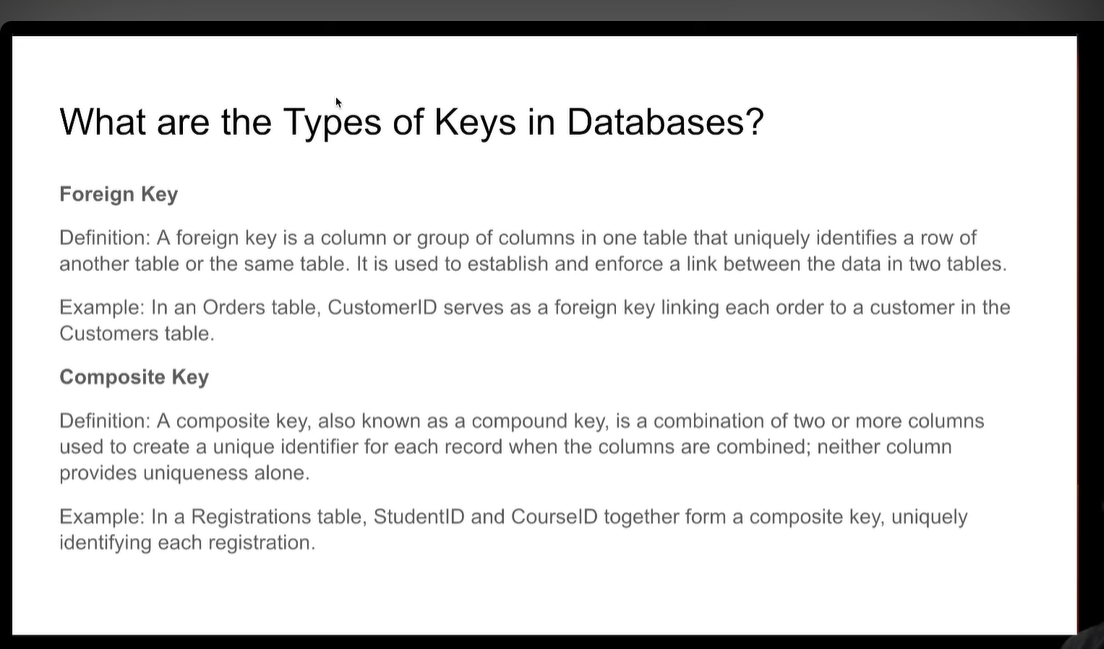 What are the Types of Keys in Databases?
Foreign Key
Definition: A foreign key is a column or group of columns in one table that uniquely identifies a row of
another table or the same table. It is used to establish and enforce a link between the data in two tables.
Example: In an Orders table, CustomerID serves as a foreign key linking each order to a customer in the
Customers table.
Composite Key
Definition: A composite key, also known as a compound key, is a combination of two or more columns
used to create a unique identifier for each record when the columns are combined; neither column
provides uniqueness alone.
Example: In a Registrations table, StudentID and CourseID together form a composite key, uniquely
identifying each registration.